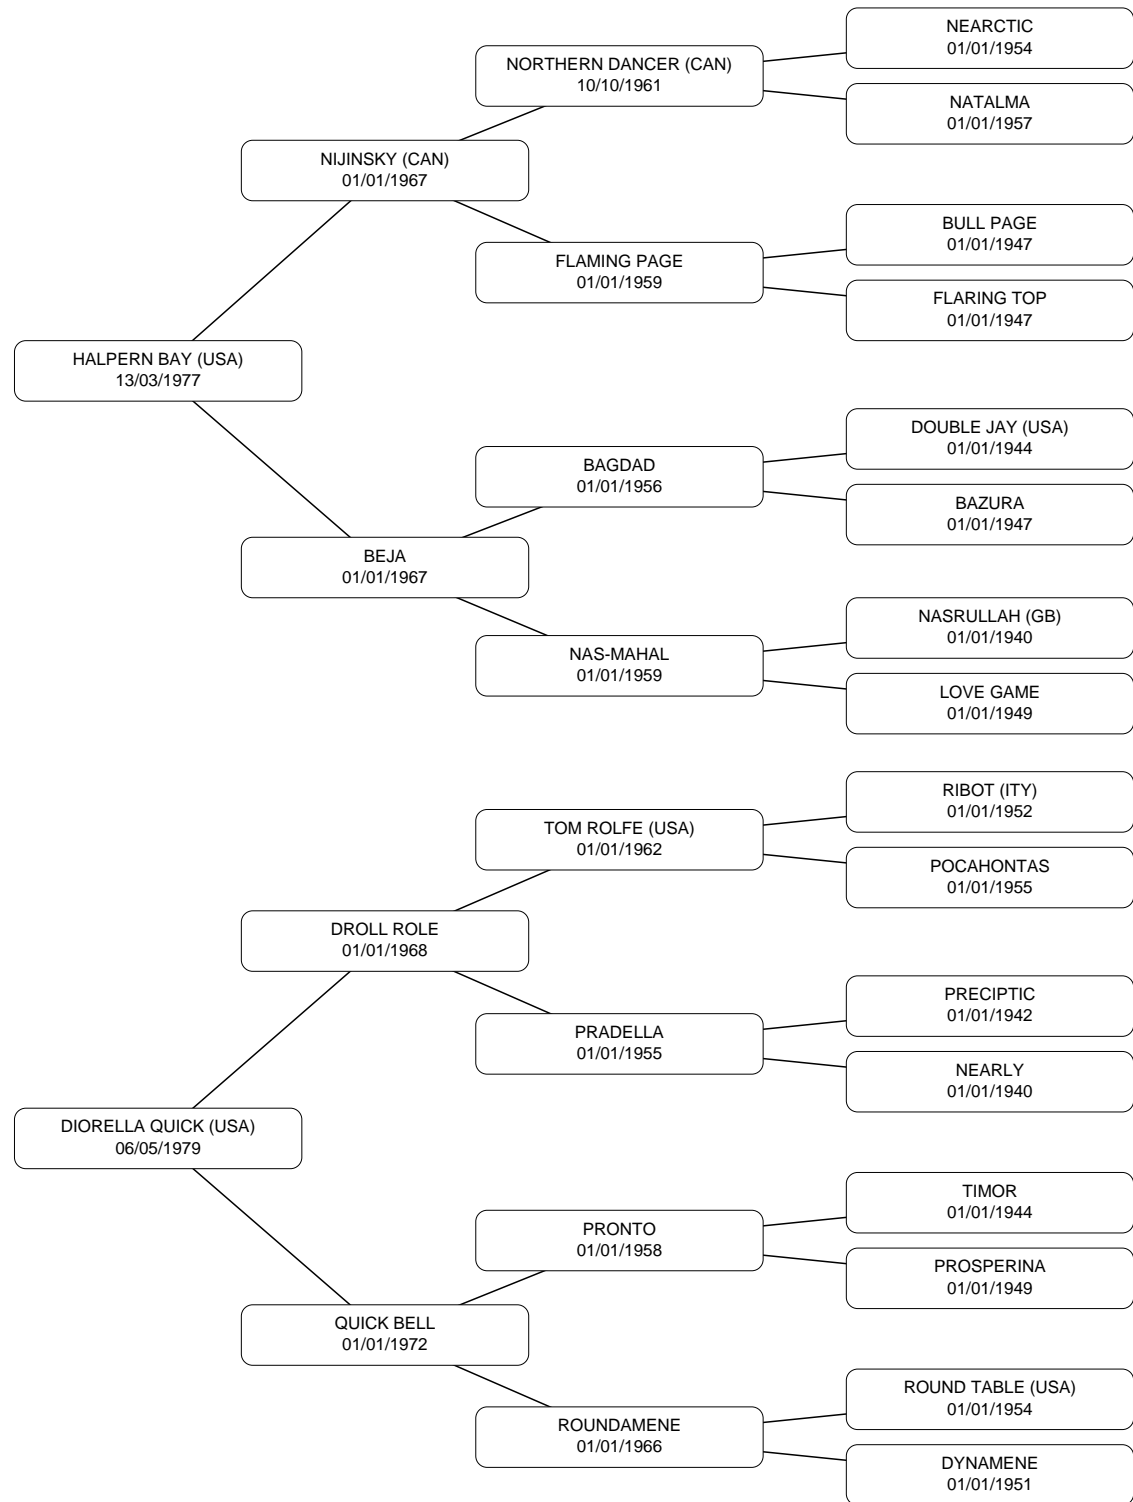 NEARCTIC
01/01/1954
NORTHERN DANCER (CAN)
10/10/1961
NATALMA
01/01/1957
NIJINSKY (CAN)
01/01/1967
BULL PAGE
01/01/1947
FLAMING PAGE
01/01/1959
FLARING TOP
01/01/1947
HALPERN BAY (USA)
13/03/1977
DOUBLE JAY (USA)
01/01/1944
BAGDAD
01/01/1956
BAZURA
01/01/1947
BEJA
01/01/1967
NASRULLAH (GB)
01/01/1940
NAS-MAHAL
01/01/1959
LOVE GAME
01/01/1949
RIBOT (ITY)
01/01/1952
TOM ROLFE (USA)
01/01/1962
POCAHONTAS
01/01/1955
DROLL ROLE
01/01/1968
PRECIPTIC
01/01/1942
PRADELLA
01/01/1955
NEARLY
01/01/1940
DIORELLA QUICK (USA)
06/05/1979
TIMOR
01/01/1944
PRONTO
01/01/1958
PROSPERINA
01/01/1949
QUICK BELL
01/01/1972
ROUND TABLE (USA)
01/01/1954
ROUNDAMENE
01/01/1966
DYNAMENE
01/01/1951